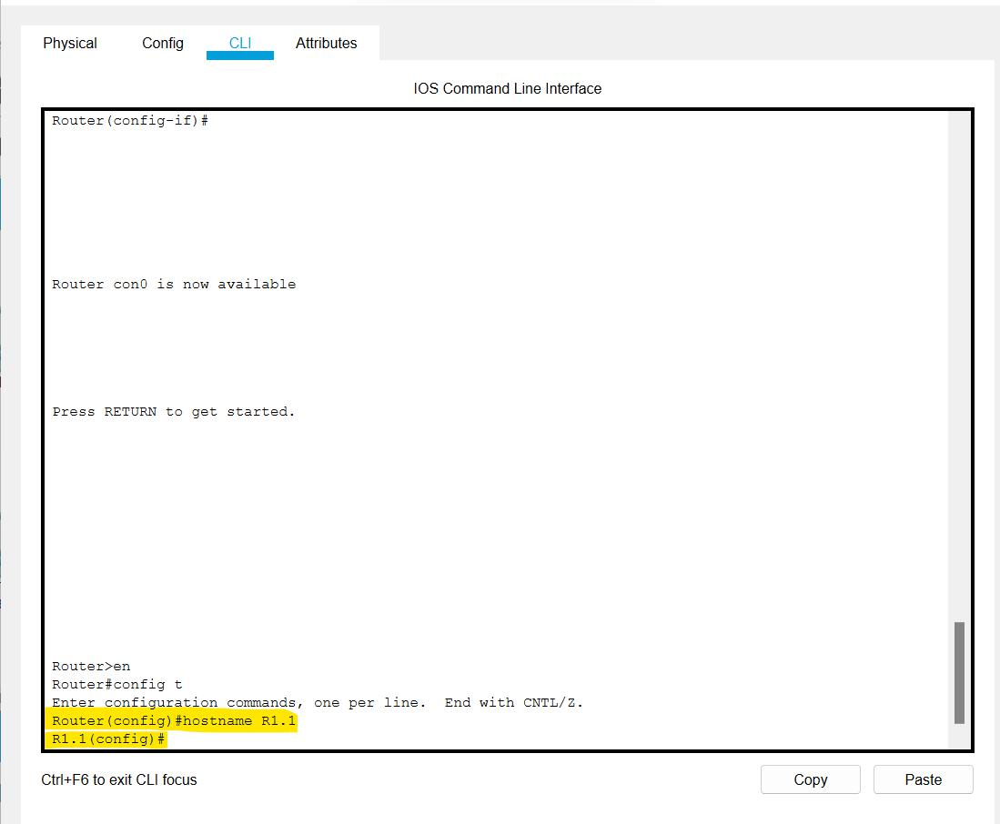 Physical Config CLI Attributes
IOS Command Line Interface
Router(config-if)#
Router con0 is now available
Press RETURN to get started.
Router>en
Router#config t
Enter configuration commands, one per line.  End with CNTL/Z.
Router(config)#hostname R1.1
R1.1(config)#
Ctrl+F6 to exit CLI focus
Copy Paste